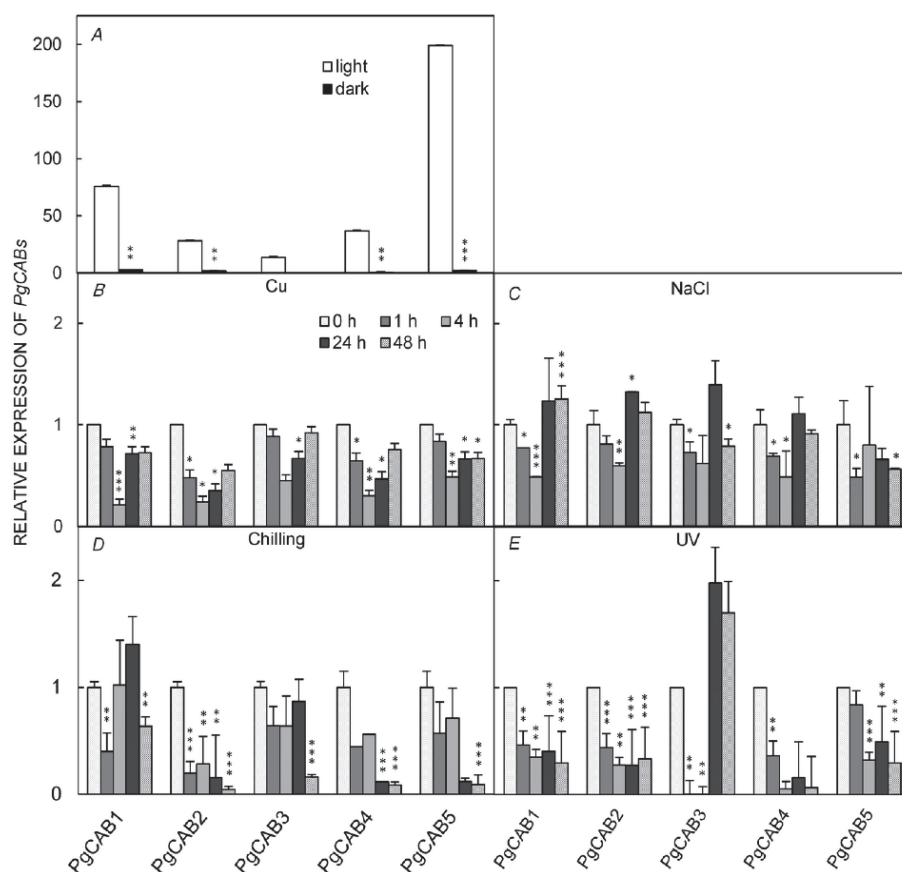 RELATIVE EXPRESSION OF PgCABs
A
200
150
100
50
0
light
dark
** ** ** ***
B Cu
2
1
0
0 h 1 h 4 h
24 h 48 h
*** ** * * * * * ** * ** * *
C NaCl
* *** *** ** * * * * * * *
D Chilling
2
1
0
** ** *** ** ** *** *** *** *** ***
E UV
** ** *** *** *** ** *** *** ** ** * * *** ** **
PgCAB1 PgCAB2 PgCAB3 PgCAB4 PgCAB5 PgCAB1 PgCAB2 PgCAB3 PgCAB4 PgCAB5